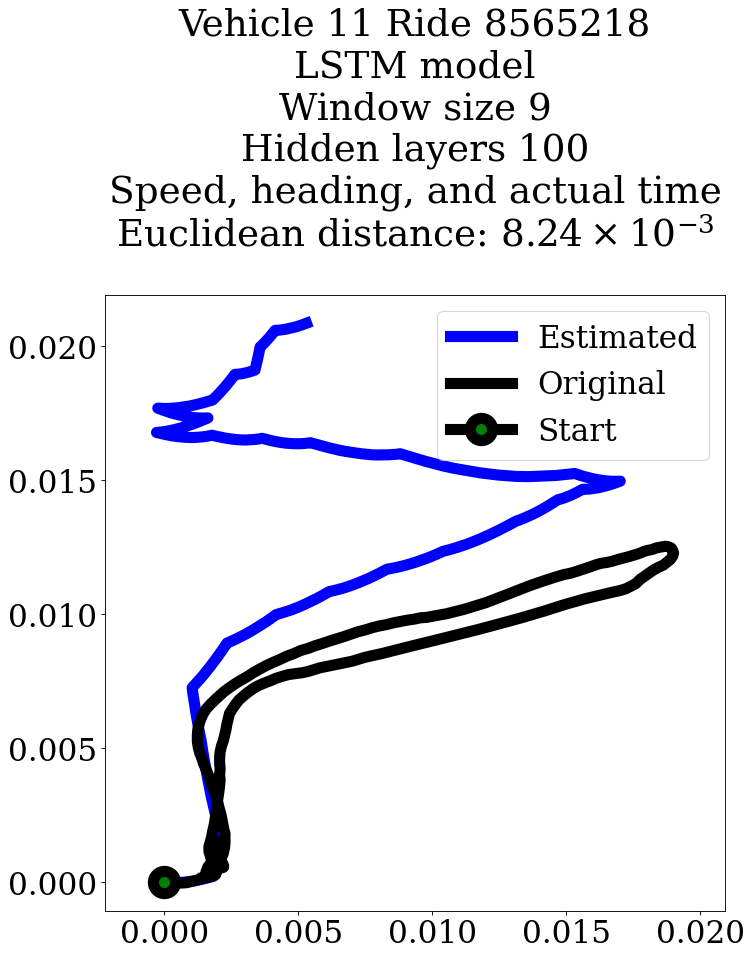 Vehicle 11 Ride 8565218
LSTM model
Window size 9
Hidden layers 100
Speed, heading, and actual time
Euclidean distance: 8.24 × 10⁻³
Estimated
Original
Start
0.020
0.015
0.010
0.005
0.000
0.000 0.005 0.010 0.015 0.020